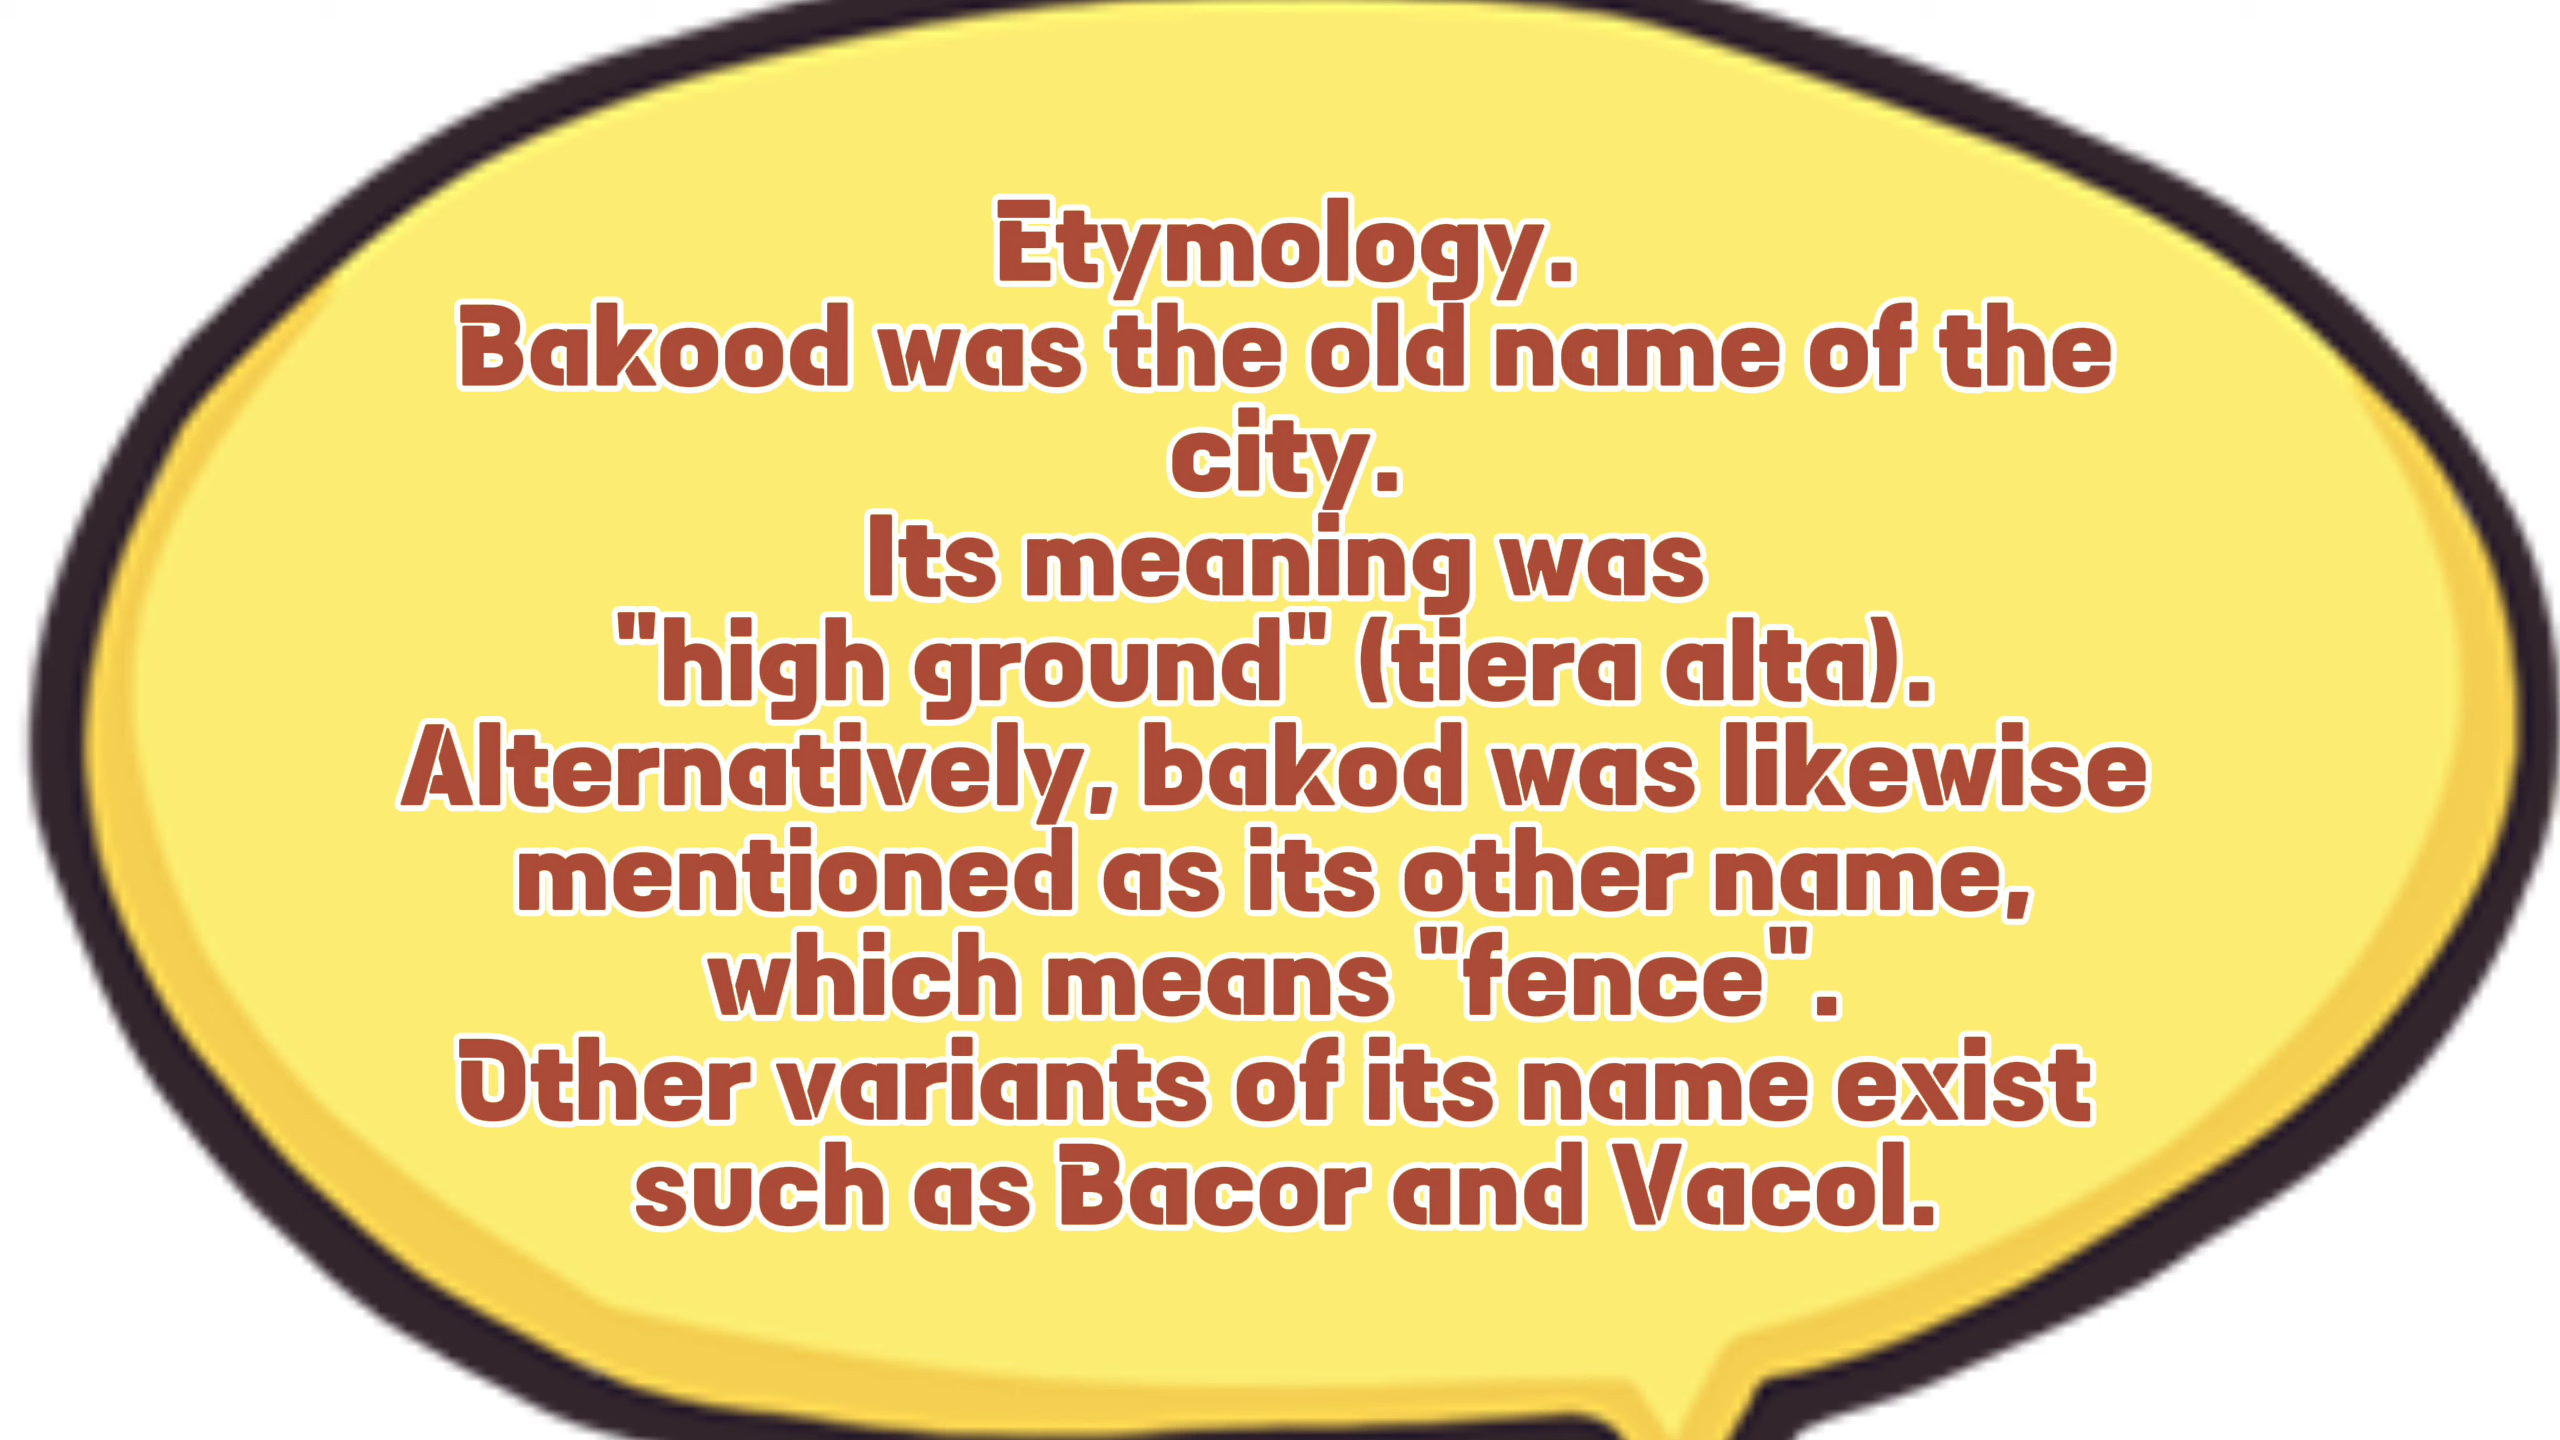 Etymology.
Bakood was the old name of the
city.
Its meaning was
"high ground" (tiera alta).
Alternatively, bakod was likewise
mentioned as its other name,
which means "fence".
Other variants of its name exist
such as Bacor and Vacol.